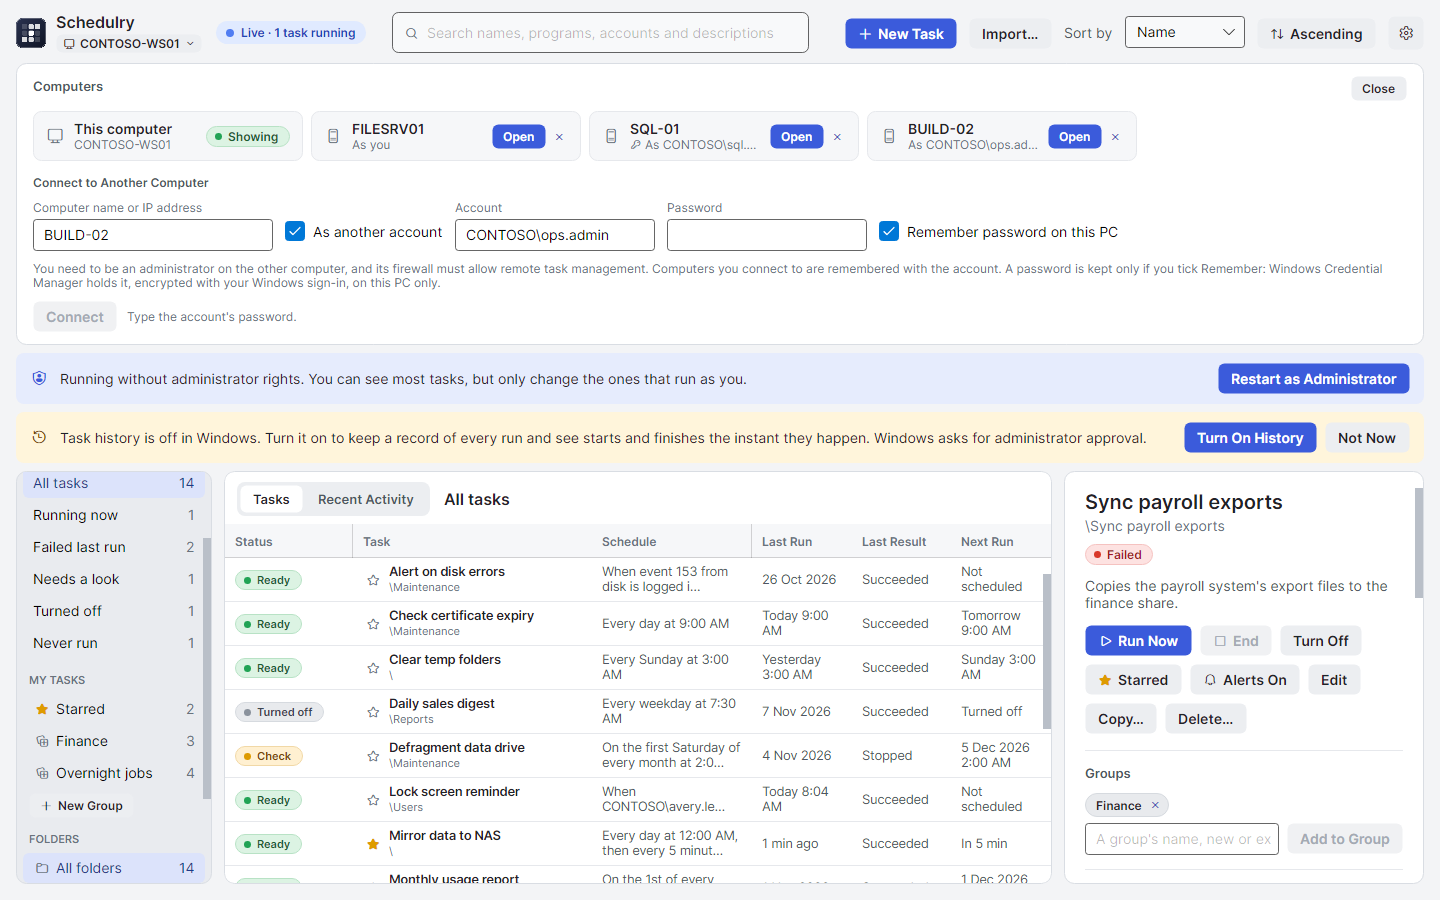 Schedulry
CONTOSO-WS01
Live · 1 task running
Search names, programs, accounts and descriptions
New Task
Import...
Sort by
Name
Ascending
Computers
Close
This computer
CONTOSO-WS01
Showing
FILESRV01
As you
Open
SQL-01
As CONTOSO\sql....
Open
BUILD-02
As CONTOSO\ops.ad...
Open
Connect to Another Computer
Computer name or IP address
BUILD-02
As another account
Account
CONTOSO\ops.admin
Password
Remember password on this PC
You need to be an administrator on the other computer, and its firewall must allow remote task management. Computers you connect to are remembered with the account. A password is kept only if you tick Remember: Windows Credential
Manager holds it, encrypted with your Windows sign-in, on this PC only.
Connect
Type the account's password.
Running without administrator rights. You can see most tasks, but only change the ones that run as you.
Restart as Administrator
Task history is off in Windows. Turn it on to keep a record of every run and see starts and finishes the instant they happen. Windows asks for administrator approval.
Turn On History
Not Now
All tasks 14
Running now 1
Failed last run 2
Needs a look 1
Turned off 1
Never run 1
MY TASKS
Starred 2
Finance 3
Overnight jobs 4
New Group
FOLDERS
All folders 14
Tasks
Recent Activity
All tasks
Status Task Schedule Last Run Last Result Next Run
Ready
Alert on disk errors
\Maintenance
When event 153 from
disk is logged i...
26 Oct 2026
Succeeded
Not
scheduled
Ready
Check certificate expiry
\Maintenance
Every day at 9:00 AM
Today 9:00
AM
Succeeded
Tomorrow
9:00 AM
Ready
Clear temp folders
\
Every Sunday at 3:00
AM
Yesterday
3:00 AM
Succeeded
Sunday 3:00
AM
Turned off
Daily sales digest
\Reports
Every weekday at 7:30
AM
7 Nov 2026
Succeeded
Turned off
Check
Defragment data drive
\Maintenance
On the first Saturday of
every month at 2:0...
4 Nov 2026
Stopped
5 Dec 2026
2:00 AM
Ready
Lock screen reminder
\Users
When
CONTOSO\avery.le...
Today 8:04
AM
Succeeded
Not
scheduled
Ready
Mirror data to NAS
\
Every day at 12:00 AM,
then every 5 minut...
1 min ago
Succeeded
In 5 min
Monthly usage report
On the 1st of every
1 Dec 2026
Sync payroll exports
\Sync payroll exports
Failed
Copies the payroll system's export files to the
finance share.
Run Now
End
Turn Off
Starred
Alerts On
Edit
Copy...
Delete...
Groups
Finance
A group's name, new or ex
Add to Group